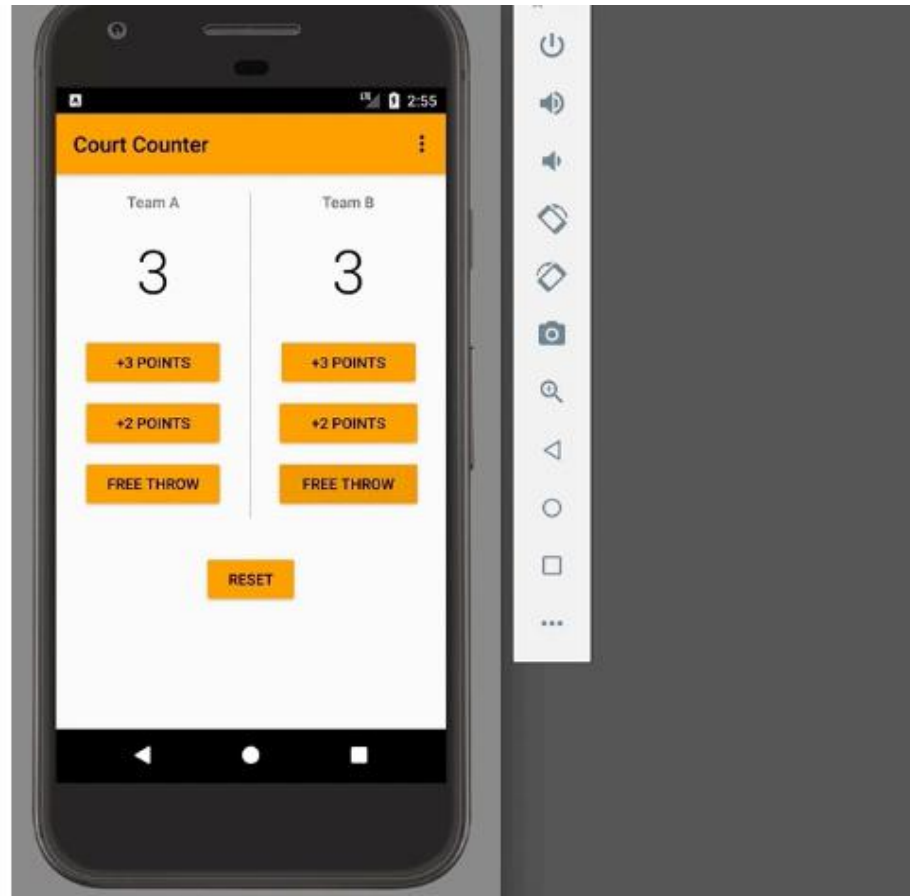 2:55
Court Counter
Team A
Team B
3
3
+3 POINTS
+3 POINTS
+2 POINTS
+2 POINTS
FREE THROW
FREE THROW
RESET